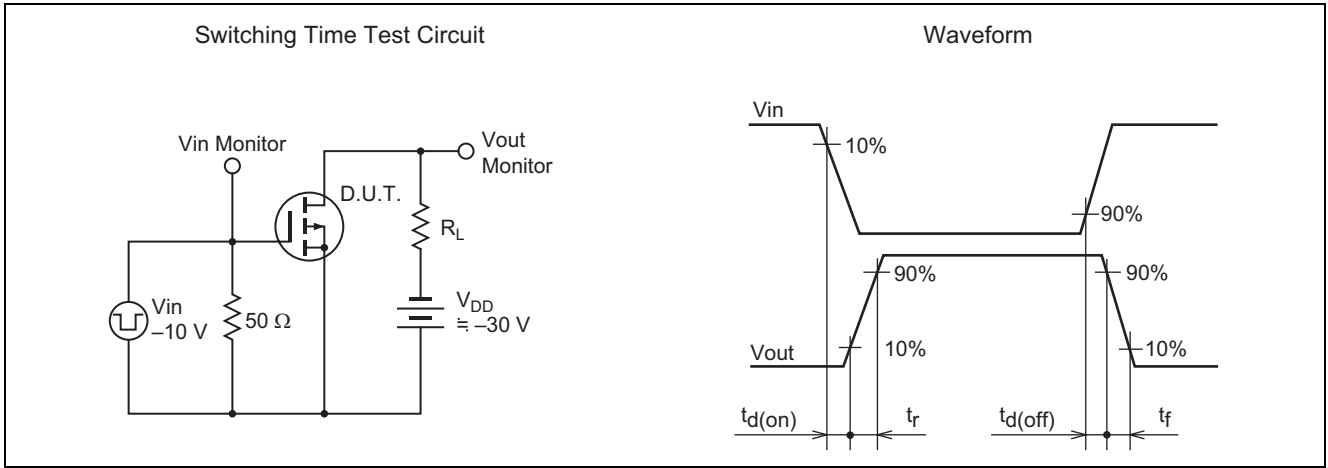 Switching Time Test Circuit
Vin Monitor
Vout
Monitor
D.U.T.
RL
Vin
–10 V
50 Ω
VDD
≒ –30 V
Waveform
Vin
10%
90%
90%
90%
Vout
10%
10%
td(on)
tr
td(off)
tf